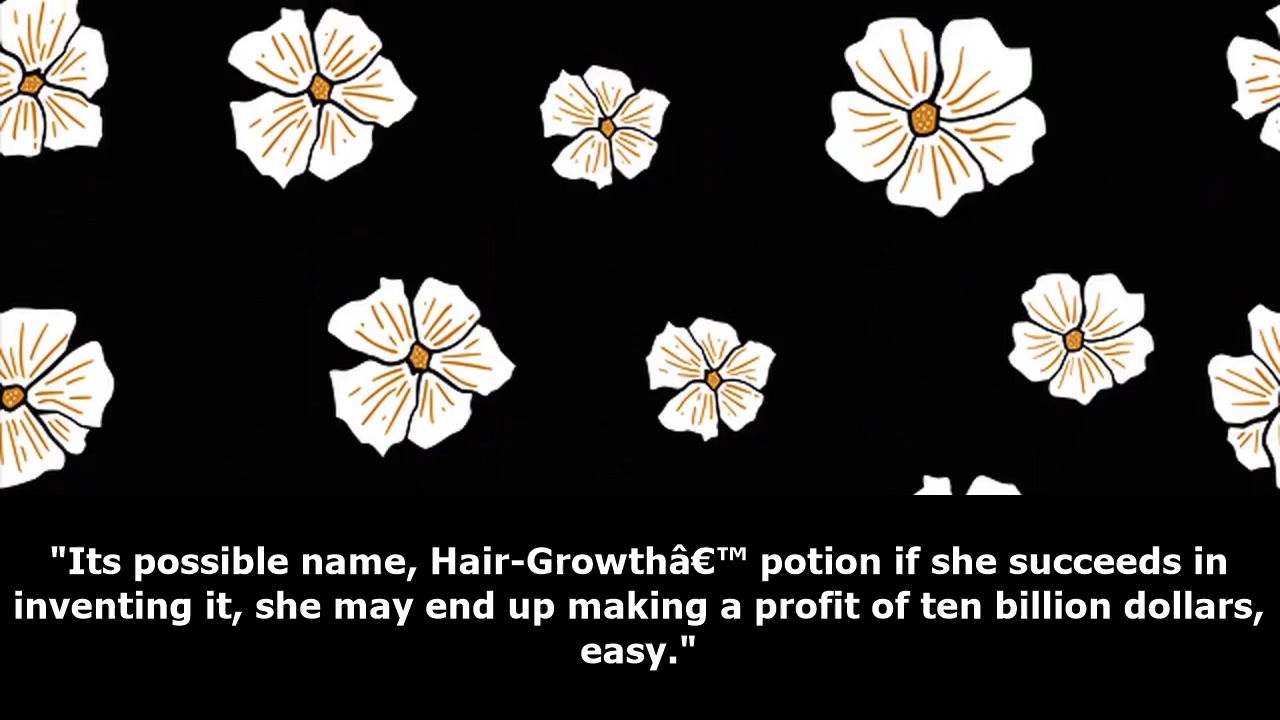 "Its possible name, Hair-Growthâ€™ potion if she succeeds in
inventing it, she may end up making a profit of ten billion dollars,
easy."